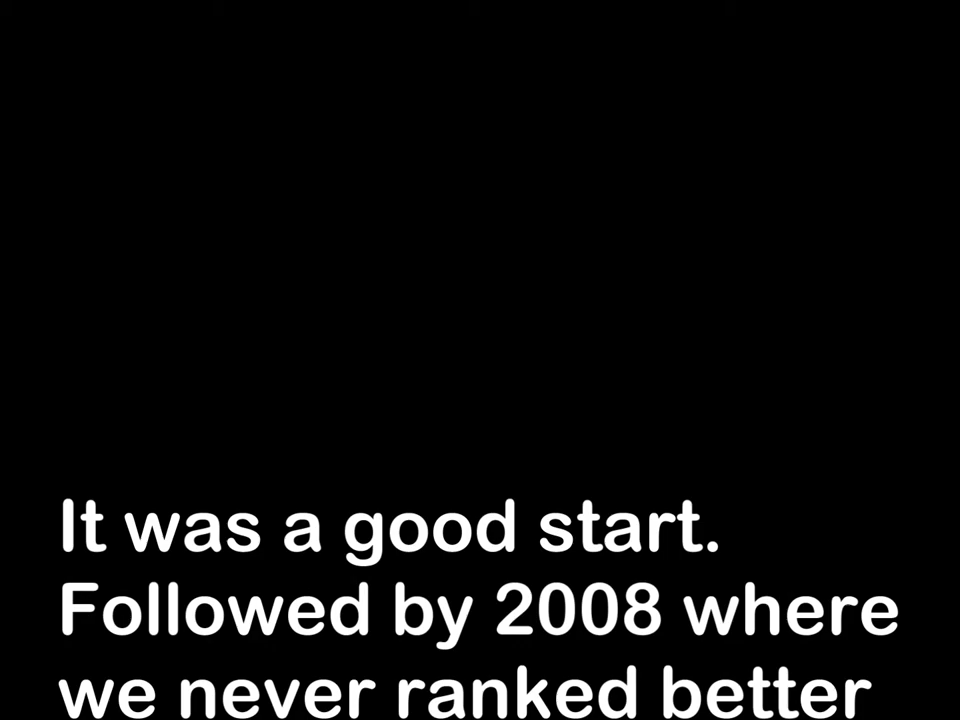 It was a good start.
Followed by 2008 where
we never ranked better